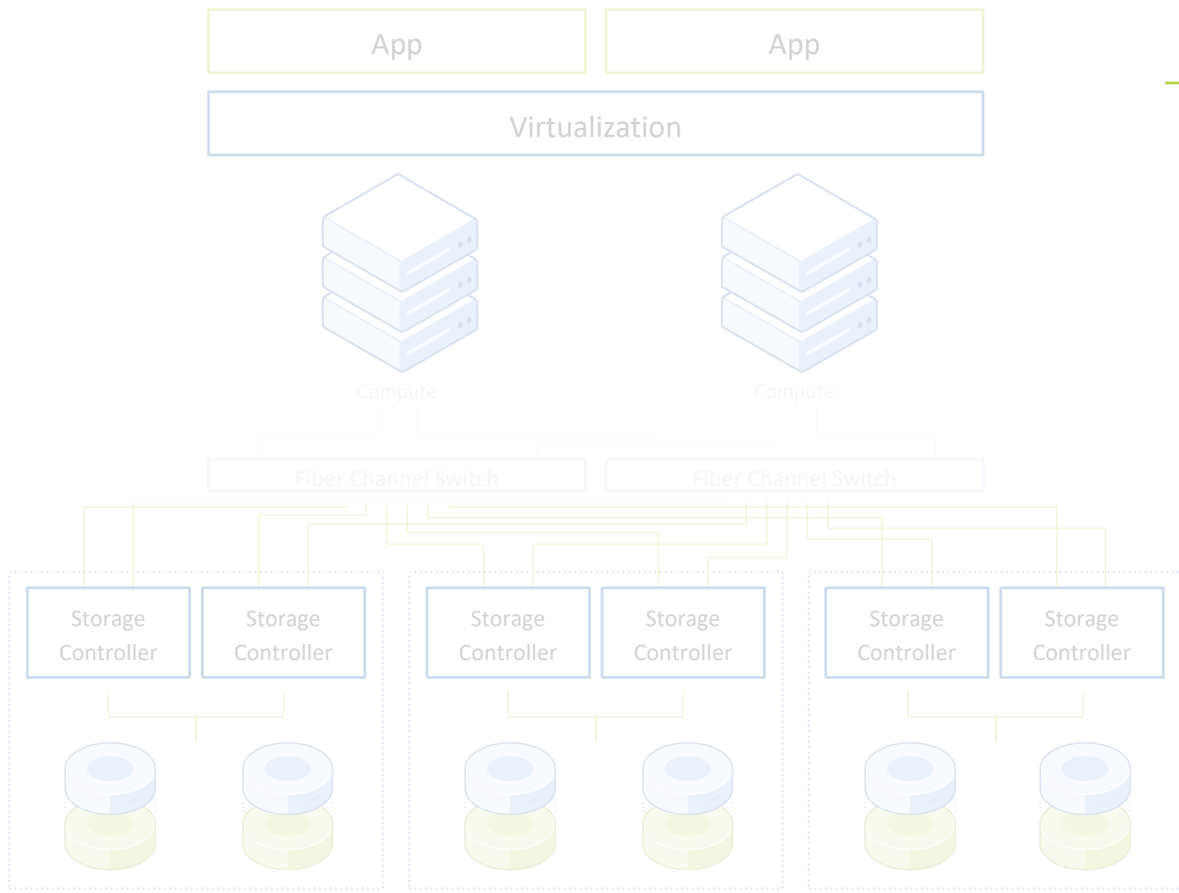 App
App
Virtualization
Compute
Compute
Fiber Channel Switch
Fiber Channel Switch
Storage
Controller
Storage
Controller
Storage
Controller
Storage
Controller
Storage
Controller
Storage
Controller